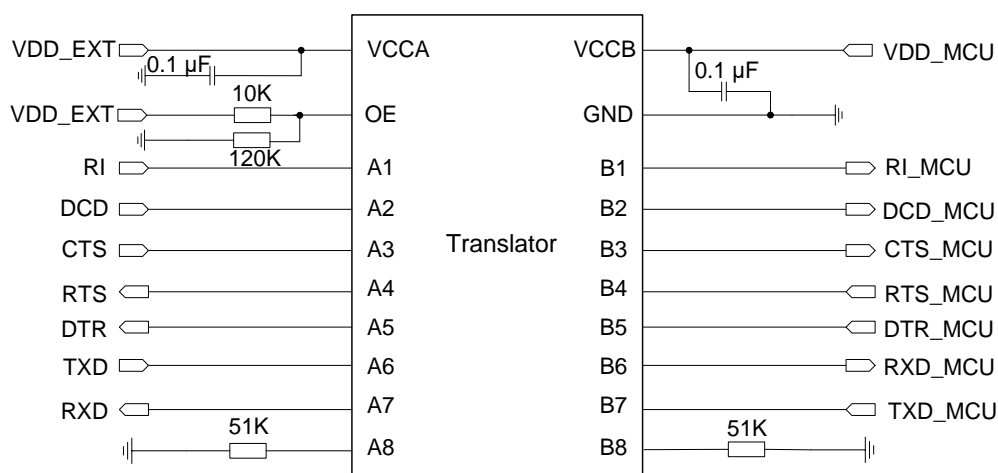 VDD_EXT VCCA VCCB VDD_MCU
0.1 µF 0.1 µF
10K
VDD_EXT OE GND
120K
RI A1 B1 RI_MCU
DCD A2 B2 DCD_MCU
CTS A3 Translator B3 CTS_MCU
RTS A4 B4 RTS_MCU
DTR A5 B5 DTR_MCU
TXD A6 B6 RXD_MCU
RXD A7 B7 TXD_MCU
51K A8 B8 51K